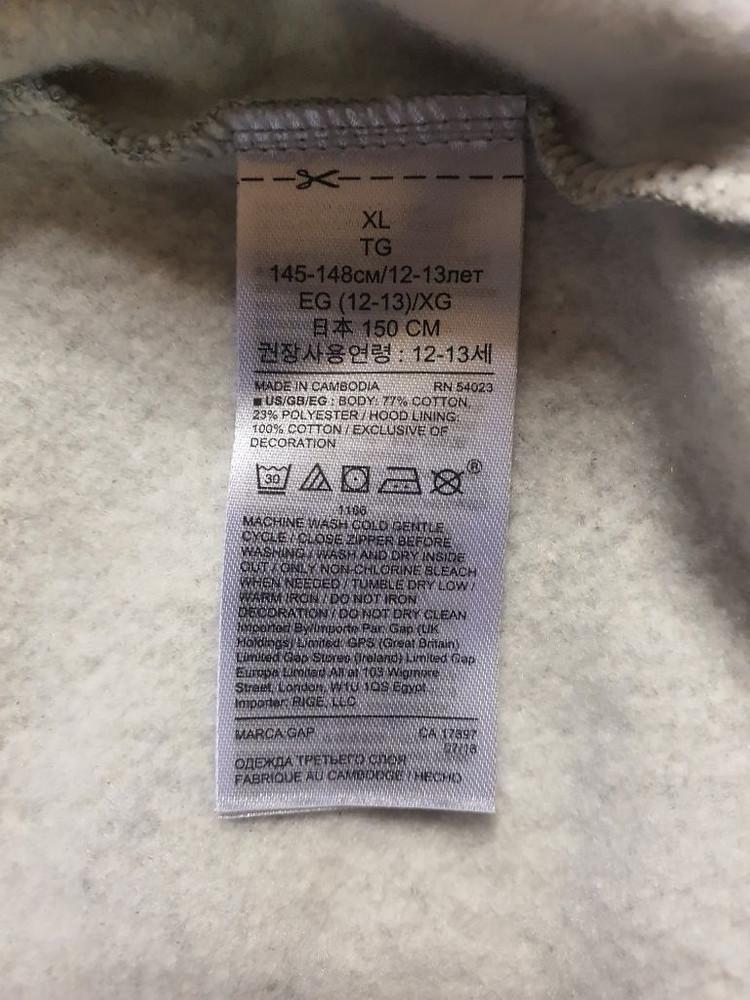 XL
TG
145-148см/12-13лет
EG (12-13)/XG
日本 150 CM
권장사용연령 : 12-13세
MADE IN CAMBODIA RN 54023
■ US/GB/EG : BODY: 77% COTTON,
23% POLYESTER / HOOD LINING:
100% COTTON / EXCLUSIVE OF
DECORATION
30 ®
1166
MACHINE WASH COLD GENTLE
CYCLE / CLOSE ZIPPER BEFORE
WASHING / WASH AND DRY INSIDE
OUT / ONLY NON-CHLORINE BLEACH
WHEN NEEDED / TUMBLE DRY LOW /
WARM IRON / DO NOT IRON
DECORATION / DO NOT DRY CLEAN
Imported By/Importe Par: Gap (UK
Holdings) Limited: GPS (Great Britain)
Limited Gap Stores (Ireland) Limited Gap
Europe Limited All at 103 Wigmore
Street, London, W1U 1QS Egypt
Importer: RIGE, LLC
MARCA GAP CA 17897
07/18
ОДЕЖДА ТРЕТЬЕГО СЛОЯ
FABRIQUE AU CAMBODGE / HECHO